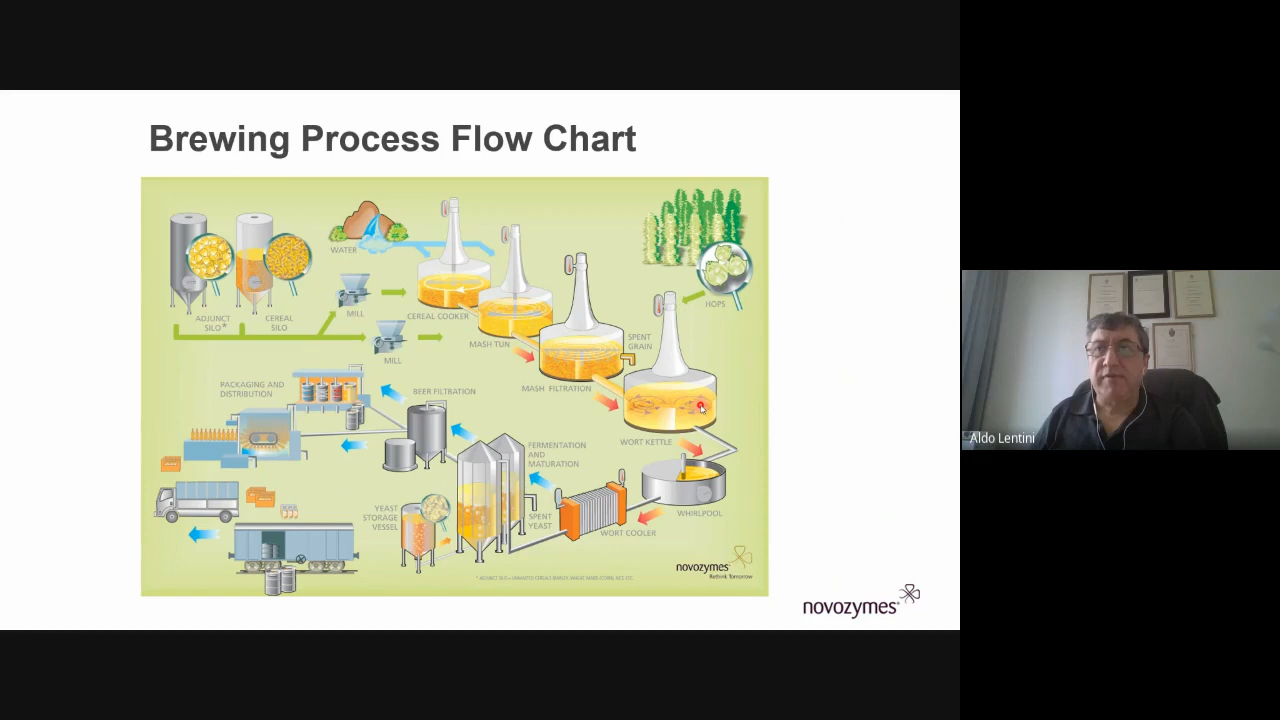 Brewing Process Flow Chart
WATER
ADJUNCT
SILO*
CEREAL
SILO
MILL
MILL
CEREAL COOKER
MASH TUN
MASH FILTRATION
SPENT
GRAIN
HOPS
WORT KETTLE
WHIRLPOOL
WORT COOLER
FERMENTATION
AND
MATURATION
SPENT
YEAST
YEAST
STORAGE
VESSEL
BEER FILTRATION
PACKAGING AND
DISTRIBUTION
* ADJUNCT SILO
novozymes
Rethink Tomorrow
novozymes
Aldo Lentini